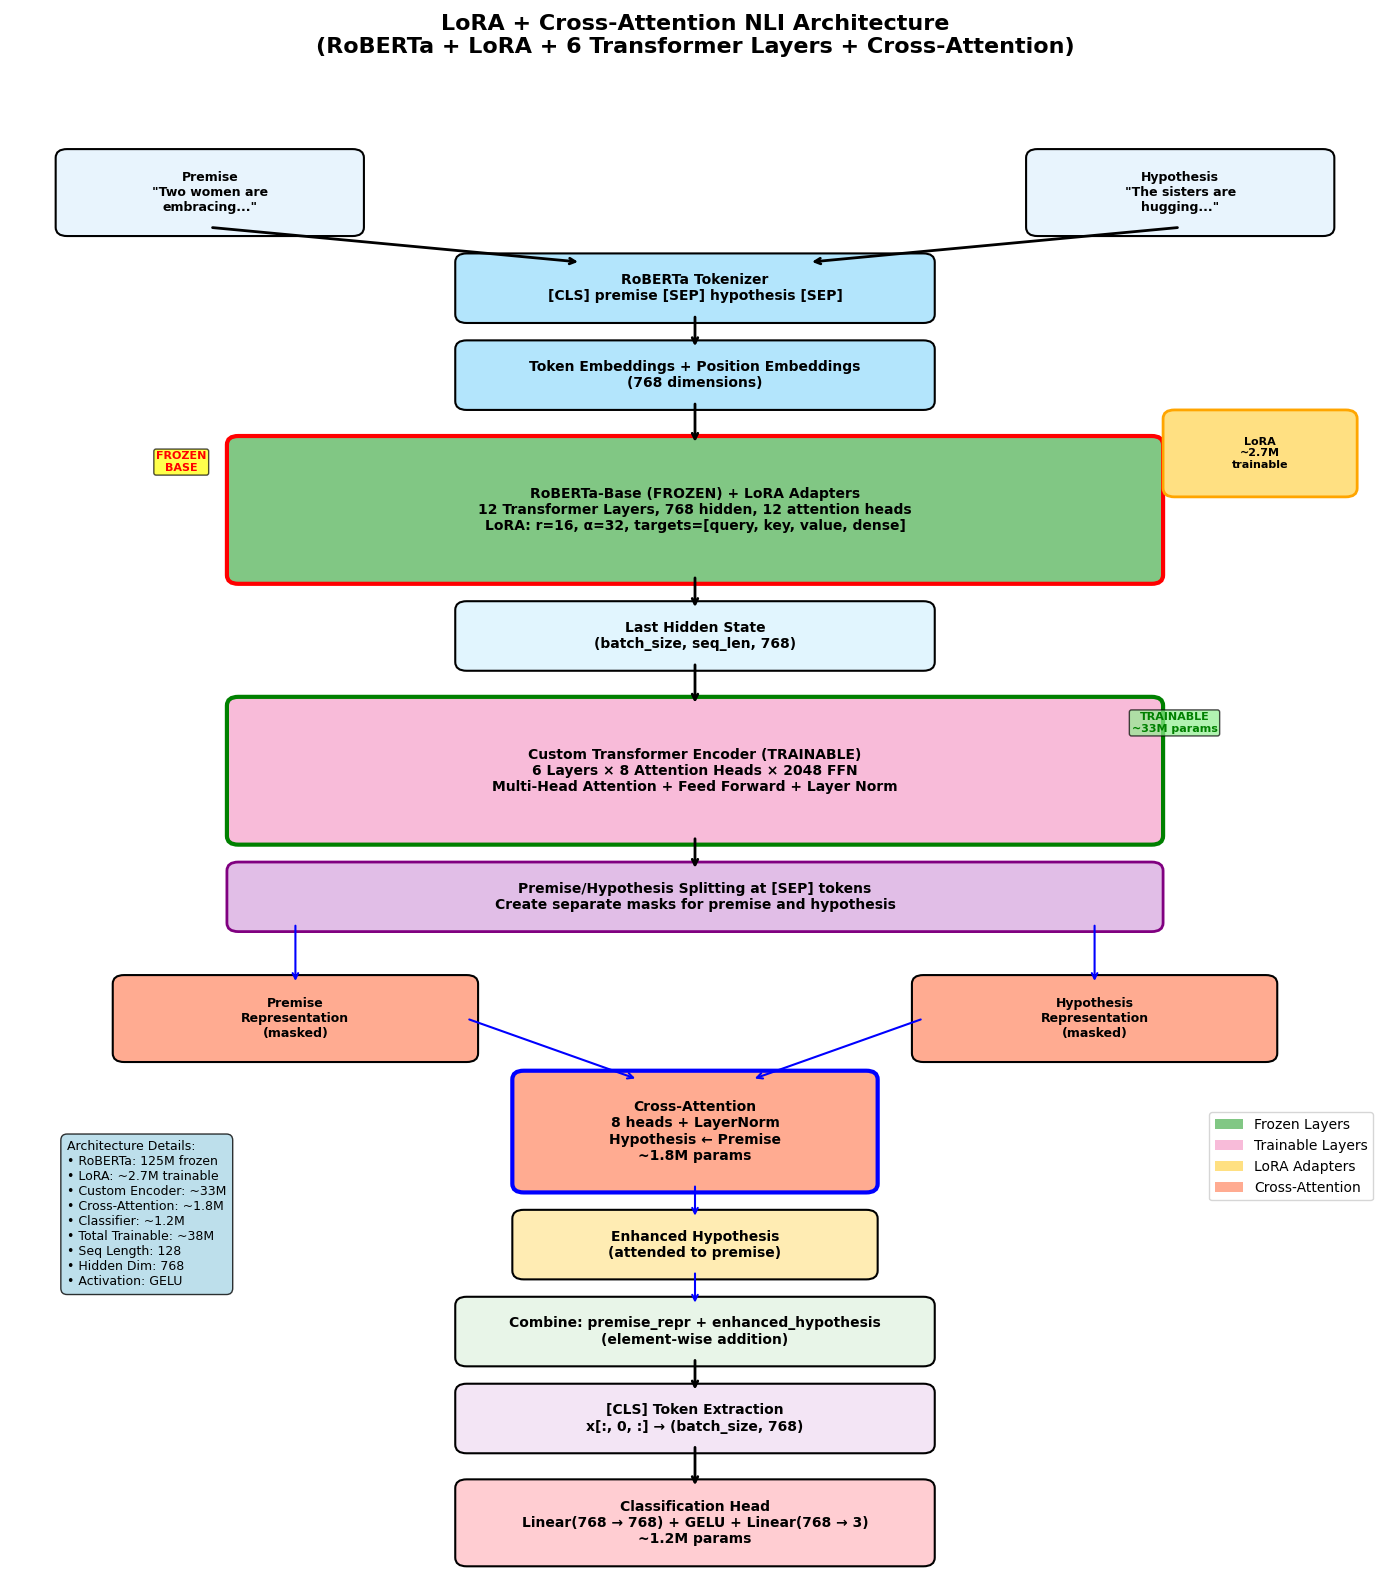 LoRA + Cross-Attention NLI Architecture
(RoBERTa + LoRA + 6 Transformer Layers + Cross-Attention)
Premise
"Two women are
embracing..."
Hypothesis
"The sisters are
hugging..."
RoBERTa Tokenizer
[CLS] premise [SEP] hypothesis [SEP]
Token Embeddings + Position Embeddings
(768 dimensions)
FROZEN
BASE
RoBERTa-Base (FROZEN) + LoRA Adapters
12 Transformer Layers, 768 hidden, 12 attention heads
LoRA: r=16, α=32, targets=[query, key, value, dense]
LoRA
~2.7M
trainable
Last Hidden State
(batch_size, seq_len, 768)
Custom Transformer Encoder (TRAINABLE)
6 Layers × 8 Attention Heads × 2048 FFN
Multi-Head Attention + Feed Forward + Layer Norm
TRAINABLE
~33M params
Premise/Hypothesis Splitting at [SEP] tokens
Create separate masks for premise and hypothesis
Premise
Representation
(masked)
Hypothesis
Representation
(masked)
Cross-Attention
8 heads + LayerNorm
Hypothesis ← Premise
~1.8M params
Architecture Details:
• RoBERTa: 125M frozen
• LoRA: ~2.7M trainable
• Custom Encoder: ~33M
• Cross-Attention: ~1.8M
• Classifier: ~1.2M
• Total Trainable: ~38M
• Seq Length: 128
• Hidden Dim: 768
• Activation: GELU
Frozen Layers
Trainable Layers
LoRA Adapters
Cross-Attention
Enhanced Hypothesis
(attended to premise)
Combine: premise_repr + enhanced_hypothesis
(element-wise addition)
[CLS] Token Extraction
x[:, 0, :] → (batch_size, 768)
Classification Head
Linear(768 → 768) + GELU + Linear(768 → 3)
~1.2M params